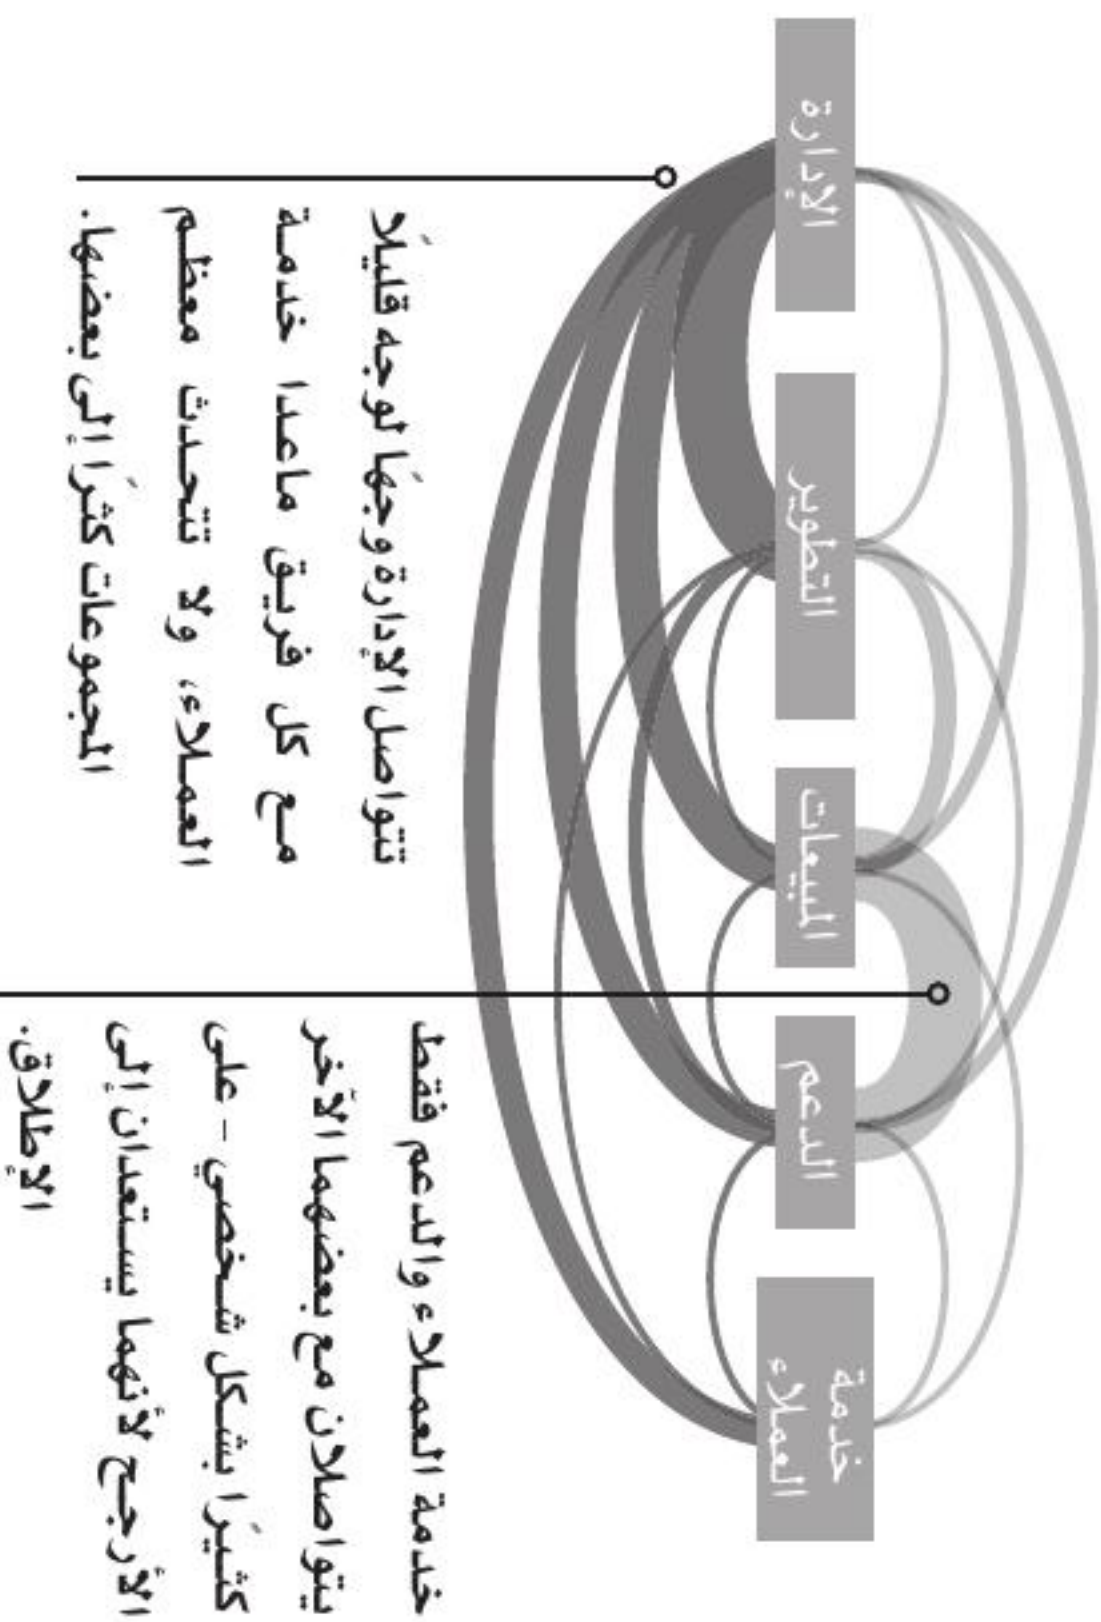 خدمة
العملاء
الدعم
المبيعات
التطوير
الإدارة
خدمة العملاء والدعم فقط
يتواصلان مع بعضهما الآخر
كثيرًا بشكل شخصي - على
الأرجح لأنهما يستعدان إلى
الإطلاق.
تتواصل الإدارة وجهًا لوجه قليلًا
مع كل فريق ماعدا خدمة
العملاء، ولا تتحدث معظم
المجموعات كثرًا إلى بعضها.